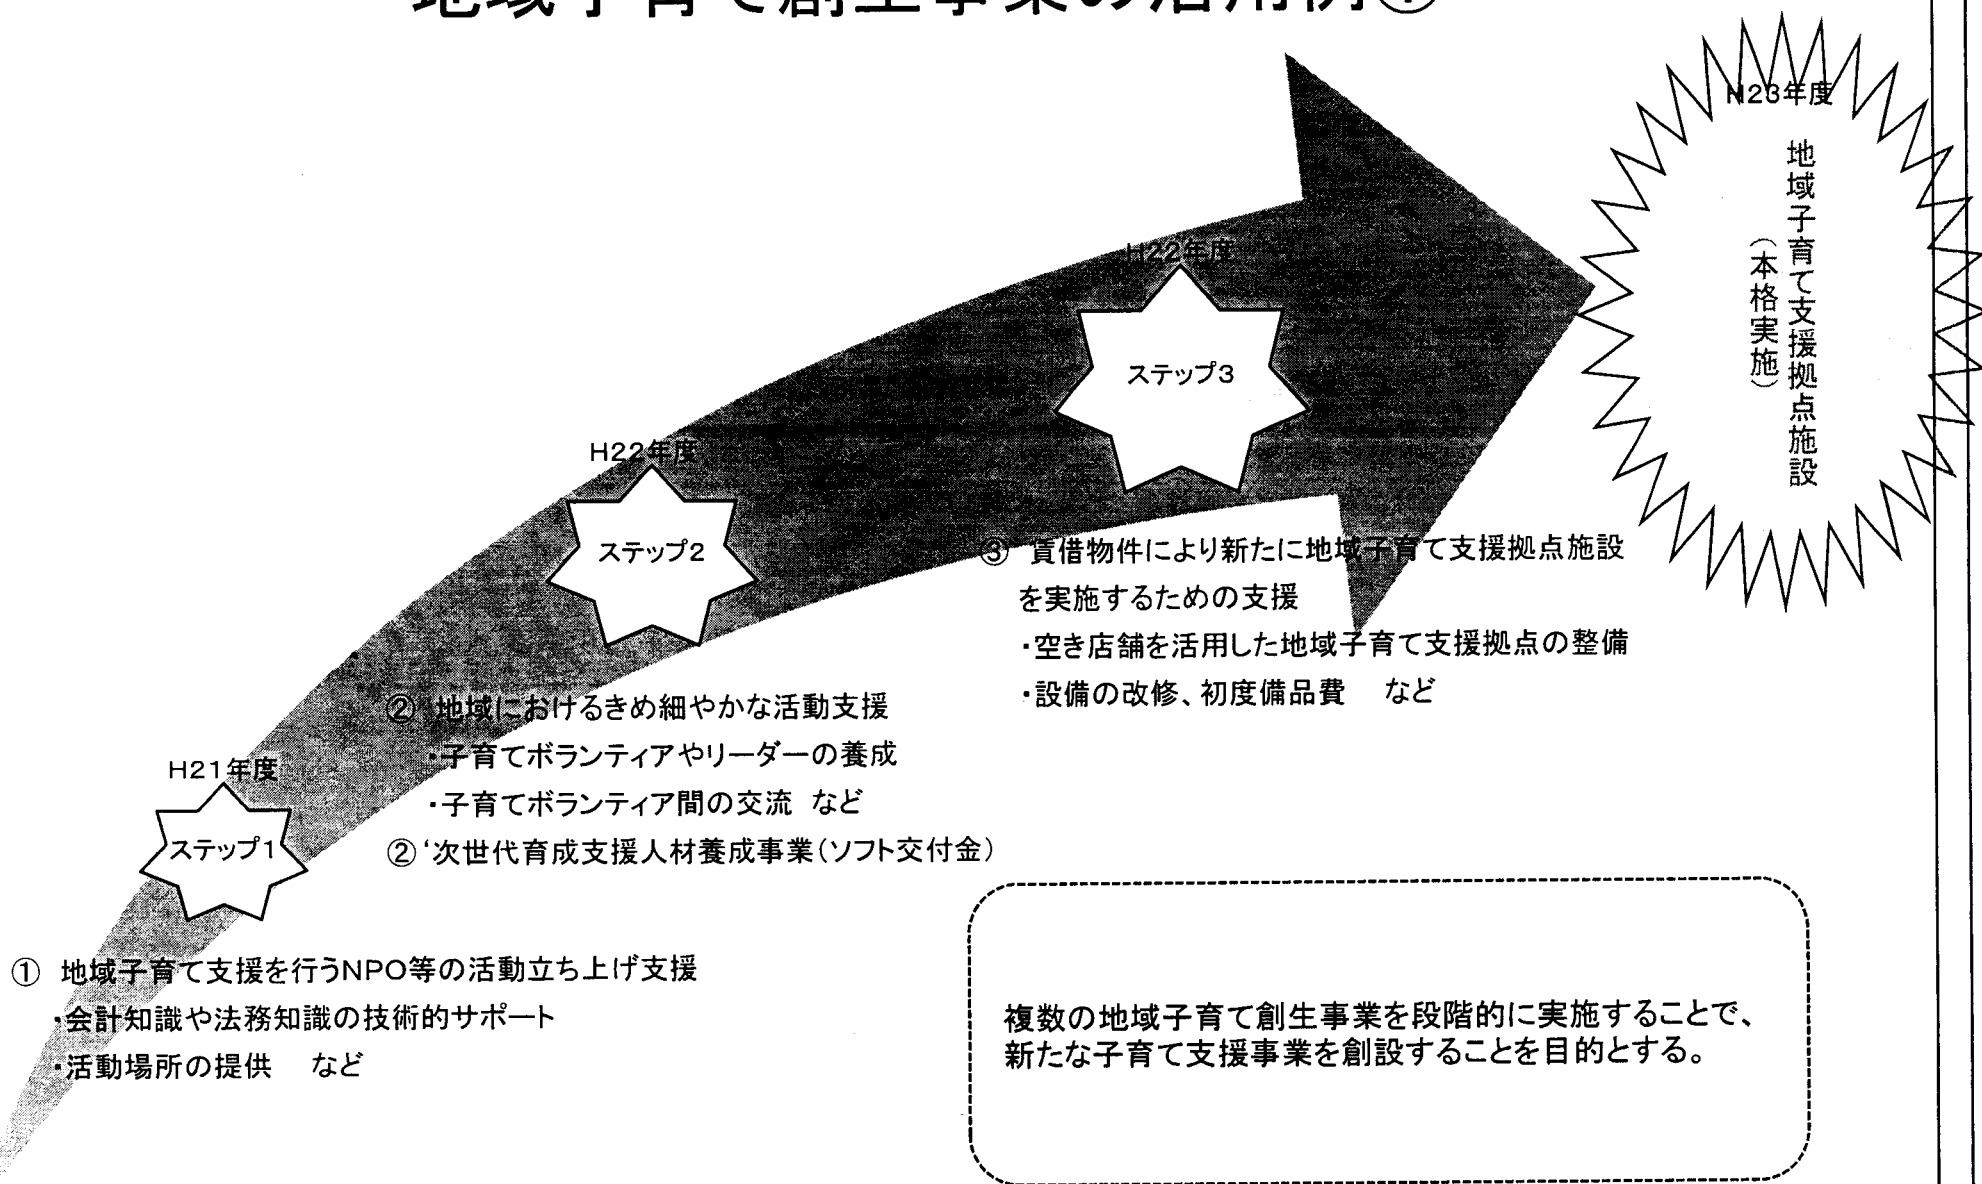 地域子育て創生事業の活用例①
H23年度
地域子育て支援拠点施設
（本格実施）
H22年度
ステップ3
H22年度
ステップ2
③ 賃借物件により新たに地域子育て支援拠点施設
を実施するための支援
・空き店舗を活用した地域子育て支援拠点の整備
・設備の改修、初度備品費 など
② 地域におけるきめ細やかな活動支援
・子育てボランティアやリーダーの養成
・子育てボランティア間の交流 など
②‘次世代育成支援人材養成事業（ソフト交付金）
H21年度
ステップ1
① 地域子育て支援を行うNPO等の活動立ち上げ支援
・会計知識や法務知識の技術的サポート
・活動場所の提供 など
複数の地域子育て創生事業を段階的に実施することで、
新たな子育て支援事業を創設することを目的とする。